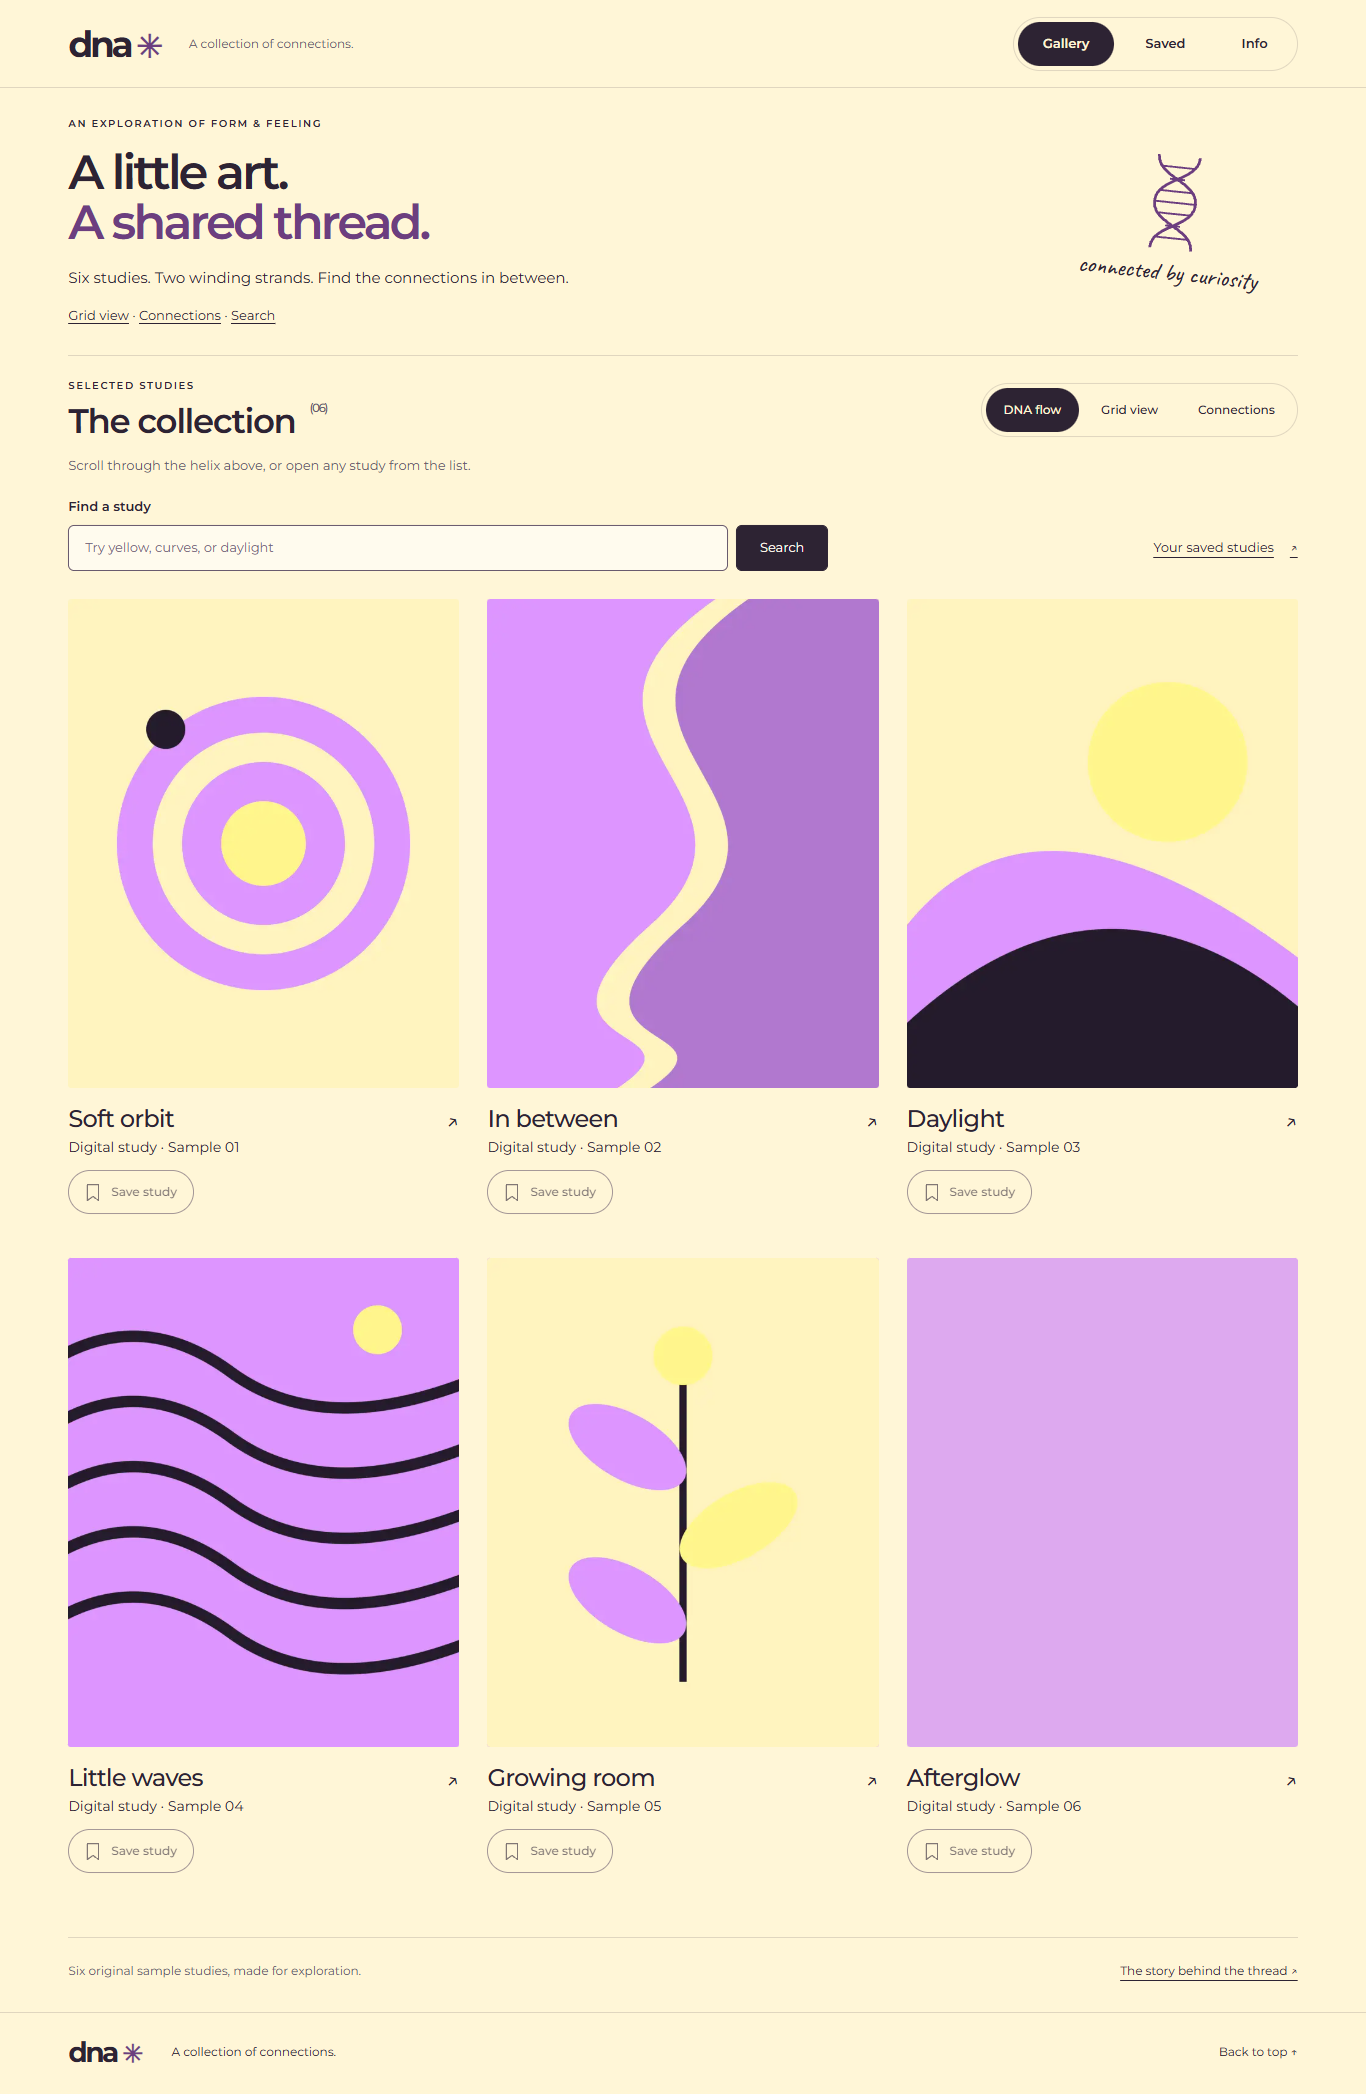 dna
A collection of connections.
Gallery
Saved
Info
AN EXPLORATION OF FORM & FEELING
A little art.
A shared thread.
Six studies. Two winding strands. Find the connections in between.
Grid view · Connections · Search
connected by curiosity
SELECTED STUDIES
The collection (06)
DNA flow
Grid view
Connections
Scroll through the helix above, or open any study from the list.
Find a study
Try yellow, curves, or daylight
Search
Your saved studies ↗
Soft orbit ↗
Digital study · Sample 01
Save study
In between ↗
Digital study · Sample 02
Save study
Daylight ↗
Digital study · Sample 03
Save study
Little waves ↗
Digital study · Sample 04
Save study
Growing room ↗
Digital study · Sample 05
Save study
Afterglow ↗
Digital study · Sample 06
Save study
Six original sample studies, made for exploration.
The story behind the thread ↗
dna
A collection of connections.
Back to top ↑